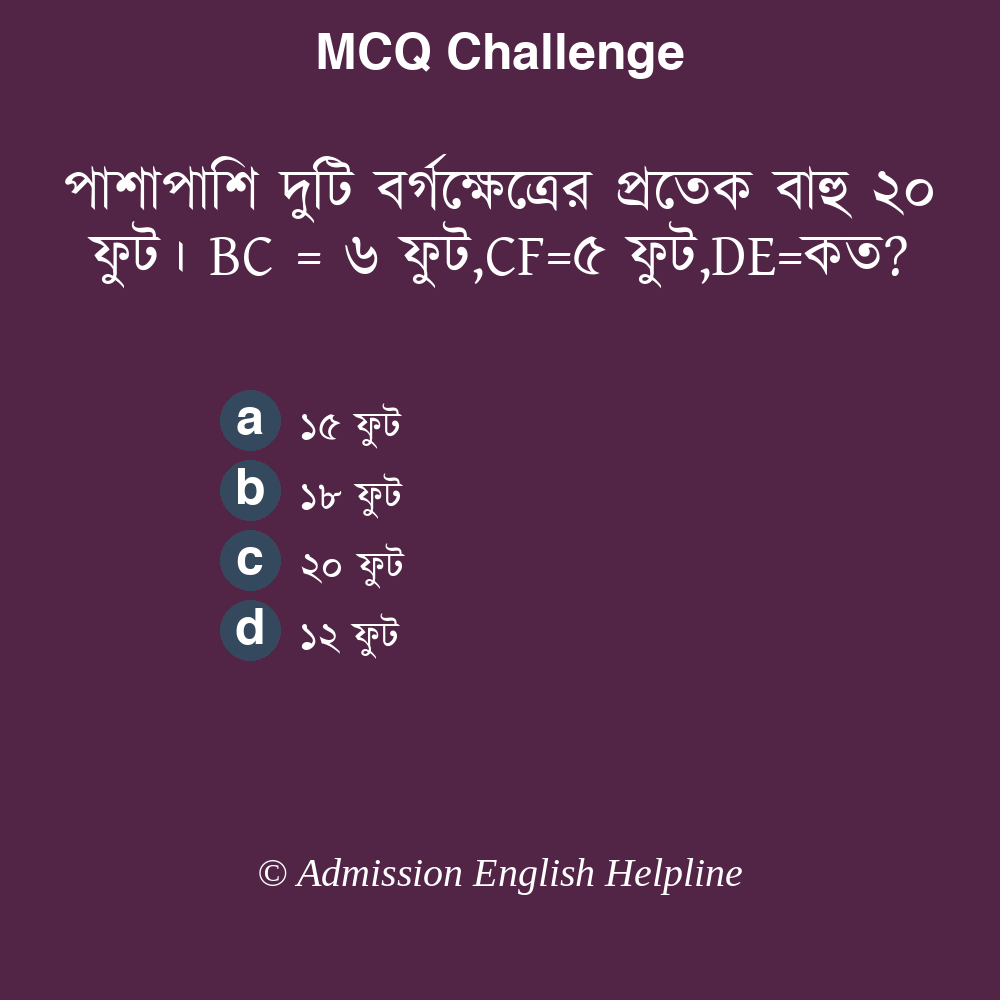 MCQ Challenge
পাশাপাশি দুটি বর্গক্ষেত্রের প্রতেক বাহু ২০
ফুট। BC = ৬ ফুট,CF=৫ ফুট,DE=কত?
a ১৫ ফুট
b ১৮ ফুট
c ২০ ফুট
d ১২ ফুট
© Admission English Helpline